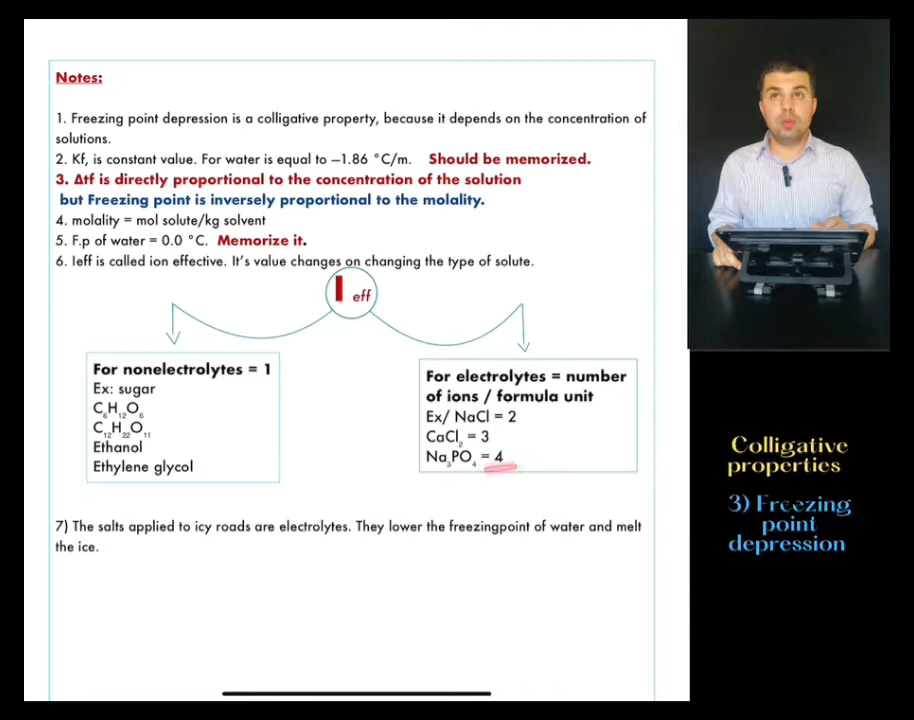 Notes:
1. Freezing point depression is a colligative property, because it depends on the concentration of
solutions.
2. Kf, is constant value. For water is equal to –1.86 °C/m. Should be memorized.
3. Δtf is directly proportional to the concentration of the solution
but Freezing point is inversely proportional to the molality.
4. molality = mol solute/kg solvent
5. F.p of water = 0.0 °C. Memorize it.
6. Ieff is called ion effective. It's value changes on changing the type of solute.
I eff
For nonelectrolytes = 1
Ex: sugar
C₆H₁₂O₆
C₁₂H₂₂O₁₁
Ethanol
Ethylene glycol
For electrolytes = number
of ions / formula unit
Ex/ NaCl = 2
CaCl₂ = 3
Na₃PO₄ = 4
7) The salts applied to icy roads are electrolytes. They lower the freezingpoint of water and melt
the ice.
Colligative
properties
3) Freezing
point
depression